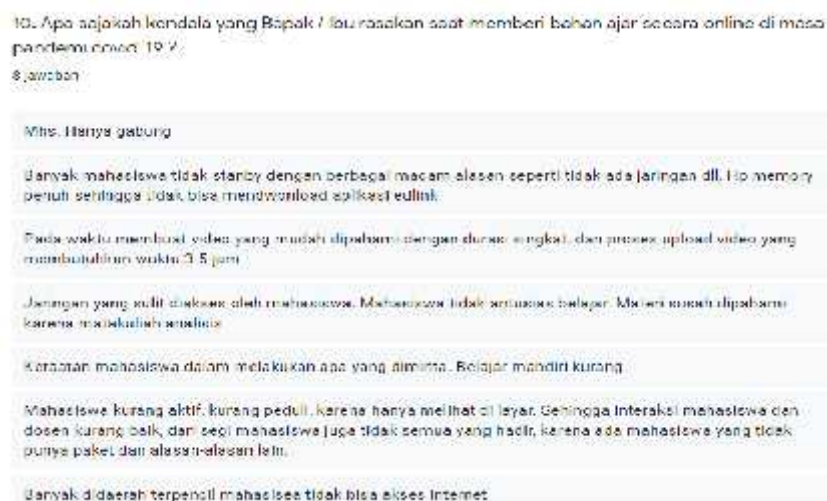 10. Apa sajakah kendala yang Bapak / Ibu rasakan saat memberi bahan ajar secara online di masa
pandemi covid 19 ?
8 jawaban
Mhs. Hanya gabung
Banyak mahasiswa tidak stanby dengan berbagai macam alasan seperti tidak ada jaringan dll. Hp memory
penuh sehingga tidak bisa mendwonload aplikasi edlink
Pada waktu membuat video yang mudah dipahami dengan durasi singkat, dan proses upload video yang
membutuhkan waktu 3-5 jam
Jaringan yang sulit diakses oleh mahasiswa. Mahasiswa tidak antusias belajar. Materi susah dipahami
karena matakuliah analisis
Ketaatan mahasiswa dalam melakukan apa yang diminta. Belajar mandiri kurang
Mahasiswa kurang aktif, kurang peduli, karena hanya melihat di layar. Sehingga interaksi mahasiswa dan
dosen kurang baik, dari segi mahasiswa juga tidak semua yang hadir, karena ada mahasiswa yang tidak
punya paket dan alasan-alasan lain.
Banyak didaerah terpencil mahasisea tidak bisa akses internet